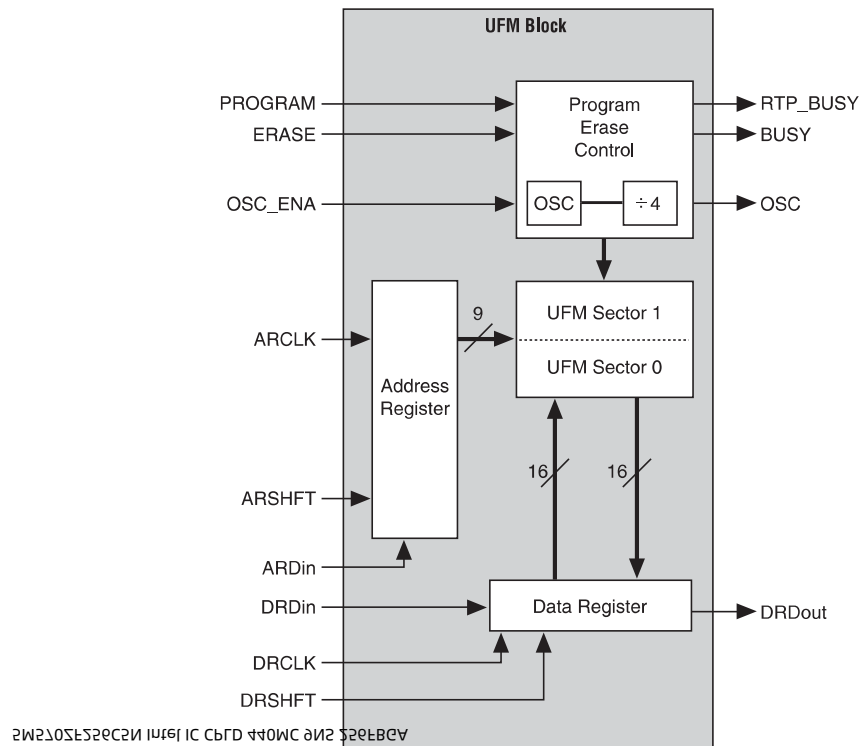 UFM Block
PROGRAM
ERASE
OSC_ENA
Program
Erase
Control
OSC
÷4
RTP_BUSY
BUSY
OSC
ARCLK
ARSHFT
ARDin
Address
Register
9
UFM Sector 1
UFM Sector 0
16
16
DRDin
DRCLK
DRSHFT
Data Register
DRDout
5M570ZF256C5N Intel IC CPLD 440MC 9NS 256FBGA